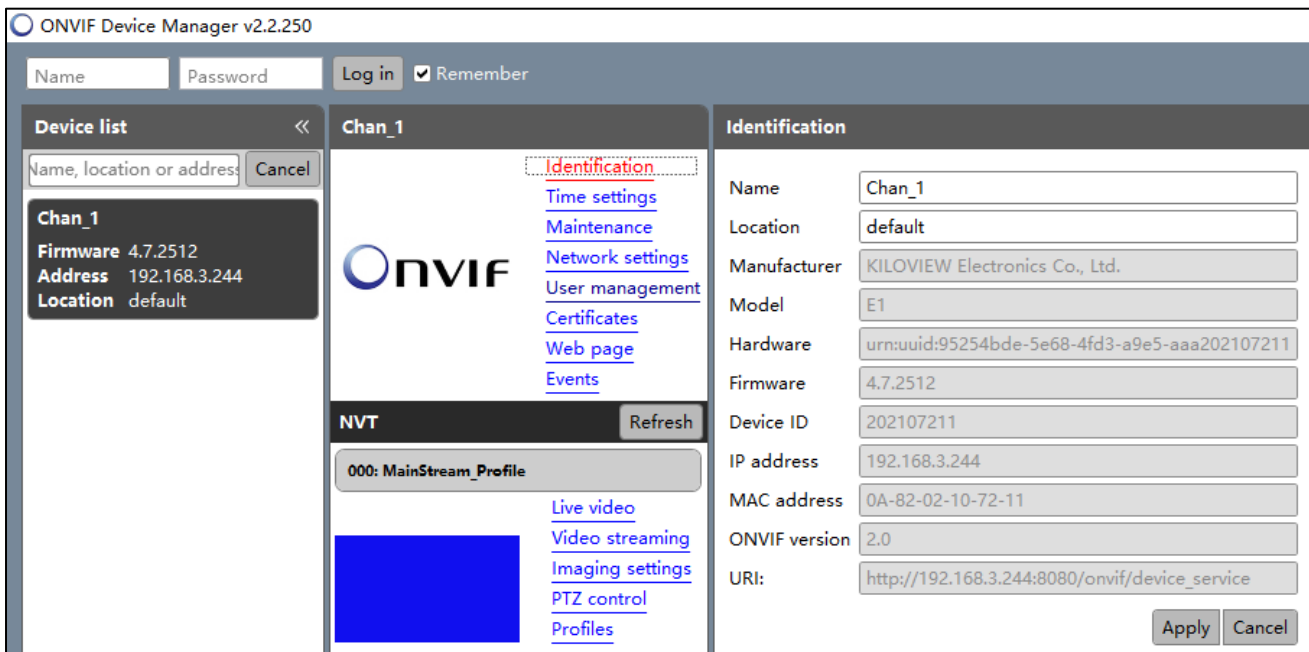 ONVIF Device Manager v2.2.250
Name Password Log in Remember
Device list «
Name, location or address Cancel
Chan_1
Firmware 4.7.2512
Address 192.168.3.244
Location default
Chan_1
ONVIF
Identification
Time settings
Maintenance
Network settings
User management
Certificates
Web page
Events
NVT Refresh
000: MainStream_Profile
Live video
Video streaming
Imaging settings
PTZ control
Profiles
Identification
Name Chan_1
Location default
Manufacturer KILOVIEW Electronics Co., Ltd.
Model E1
Hardware urn:uuid:95254bde-5e68-4fd3-a9e5-aaa202107211
Firmware 4.7.2512
Device ID 202107211
IP address 192.168.3.244
MAC address 0A-82-02-10-72-11
ONVIF version 2.0
URI: http://192.168.3.244:8080/onvif/device_service
Apply Cancel